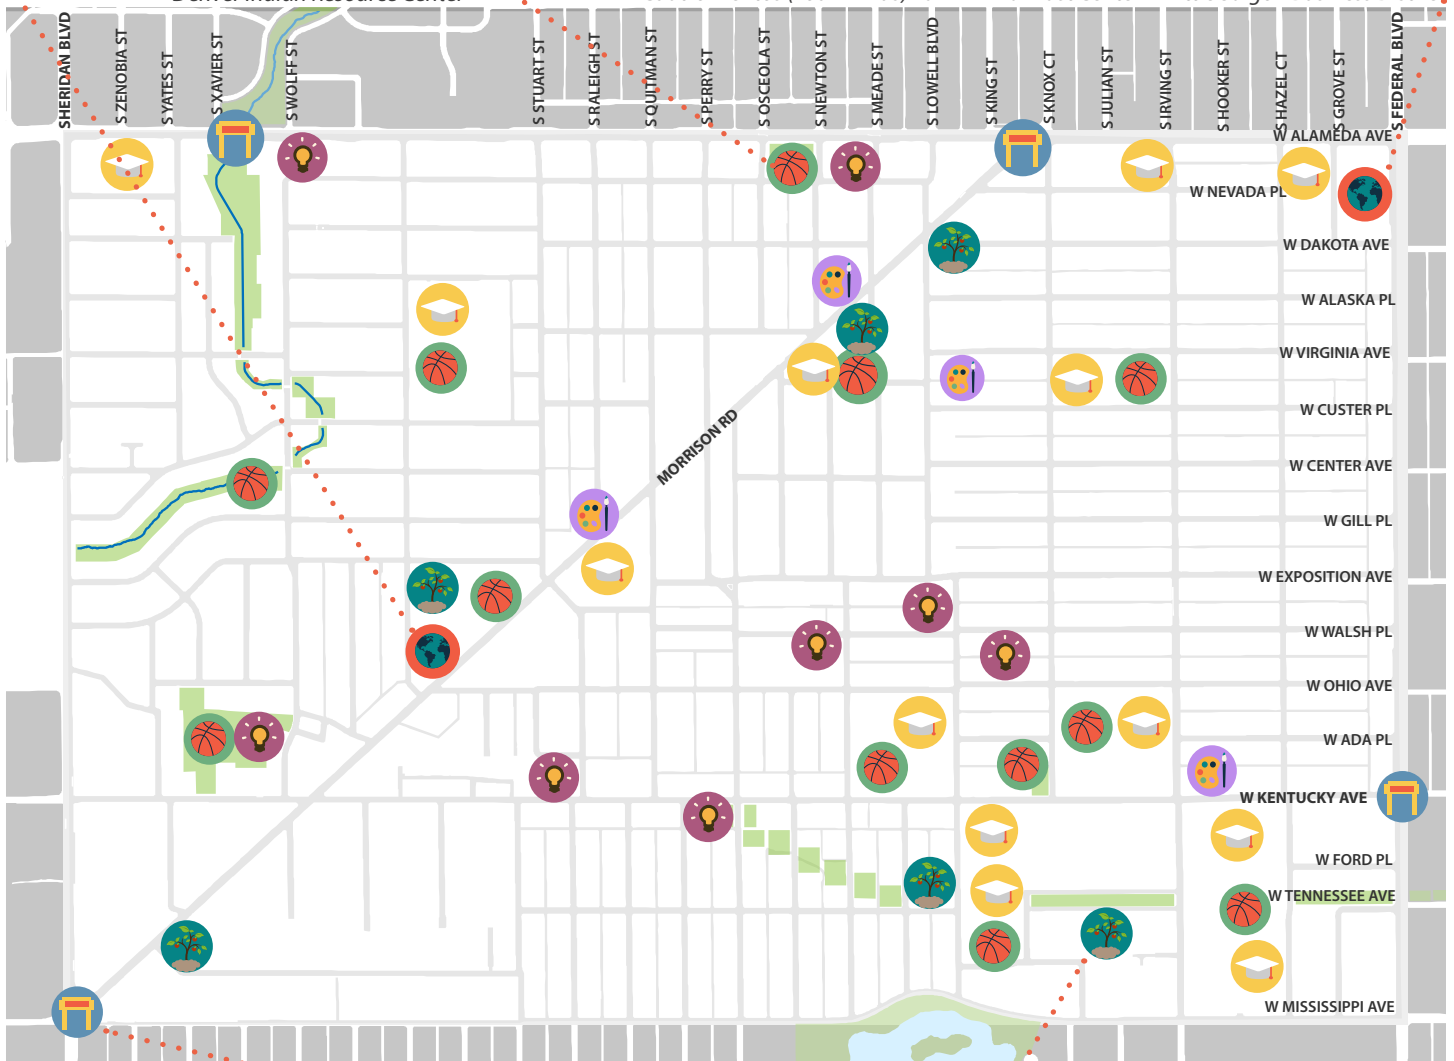 Denver Indian Resource Center
SHERIDAN BLVD
S ZENOBIA ST
S YATES ST
S XAVIER ST
S WOLFF ST
S STUART ST
S RALEIGH ST
S QUITMAN ST
S PERRY ST
S OSCEOLA ST
S NEWTON ST
S MEADE ST
S LOWELL BLVD
S KING ST
S KNOX CT
S JULIAN ST
S IRVING ST
S HOOKER ST
S HAZEL CT
S GROVE ST
S FEDERAL BLVD
W ALAMEDA AVE
W NEVADA PL
W DAKOTA AVE
W ALASKA PL
W VIRGINIA AVE
W CUSTER PL
MORRISON RD
W CENTER AVE
W GILL PL
W EXPOSITION AVE
W WALSH PL
W OHIO AVE
W ADA PL
W KENTUCKY AVE
W FORD PL
W TENNESSEE AVE
W MISSISSIPPI AVE